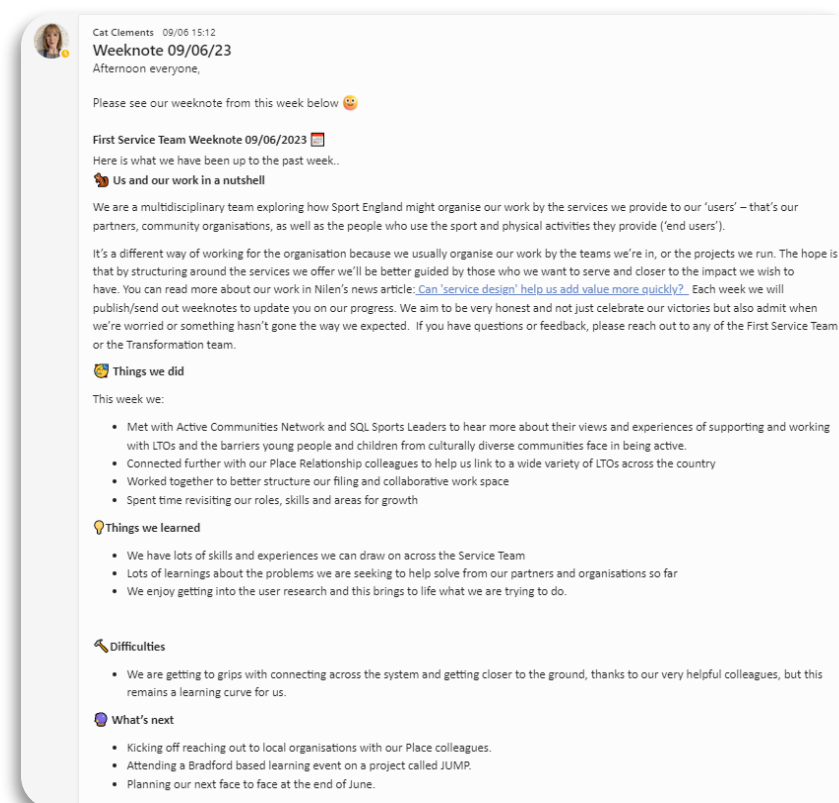 Cat Clements 09/06 15:12
Weeknote 09/06/23
Afternoon everyone,
Please see our weeknote from this week below
First Service Team Weeknote 09/06/2023
Here is what we have been up to the past week..
Us and our work in a nutshell
We are a multidisciplinary team exploring how Sport England might organise our work by the services we provide to our ‘users’ – that’s our
partners, community organisations, as well as the people who use the sport and physical activities they provide (‘end users’).
It’s a different way of working for the organisation because we usually organise our work by the teams we’re in, or the projects we run. The hope is
that by structuring around the services we offer we’ll be better guided by those who we want to serve and closer to the impact we wish to
have. You can read more about our work in Nilen’s news article: Can 'service design' help us add value more quickly? Each week we will
publish/send out weeknotes to update you on our progress. We aim to be very honest and not just celebrate our victories but also admit when
we’re worried or something hasn’t gone the way we expected. If you have questions or feedback, please reach out to any of the First Service Team
or the Transformation team.
Things we did
This week we:
• Met with Active Communities Network and SQL Sports Leaders to hear more about their views and experiences of supporting and working
with LTOs and the barriers young people and children from culturally diverse communities face in being active.
• Connected further with our Place Relationship colleagues to help us link to a wide variety of LTOs across the country
• Worked together to better structure our filing and collaborative work space
• Spent time revisiting our roles, skills and areas for growth
Things we learned
• We have lots of skills and experiences we can draw on across the Service Team
• Lots of learnings about the problems we are seeking to help solve from our partners and organisations so far
• We enjoy getting into the user research and this brings to life what we are trying to do.
Difficulties
• We are getting to grips with connecting across the system and getting closer to the ground, thanks to our very helpful colleagues, but this
remains a learning curve for us.
What’s next
• Kicking off reaching out to local organisations with our Place colleagues.
• Attending a Bradford based learning event on a project called JUMP.
• Planning our next face to face at the end of June.